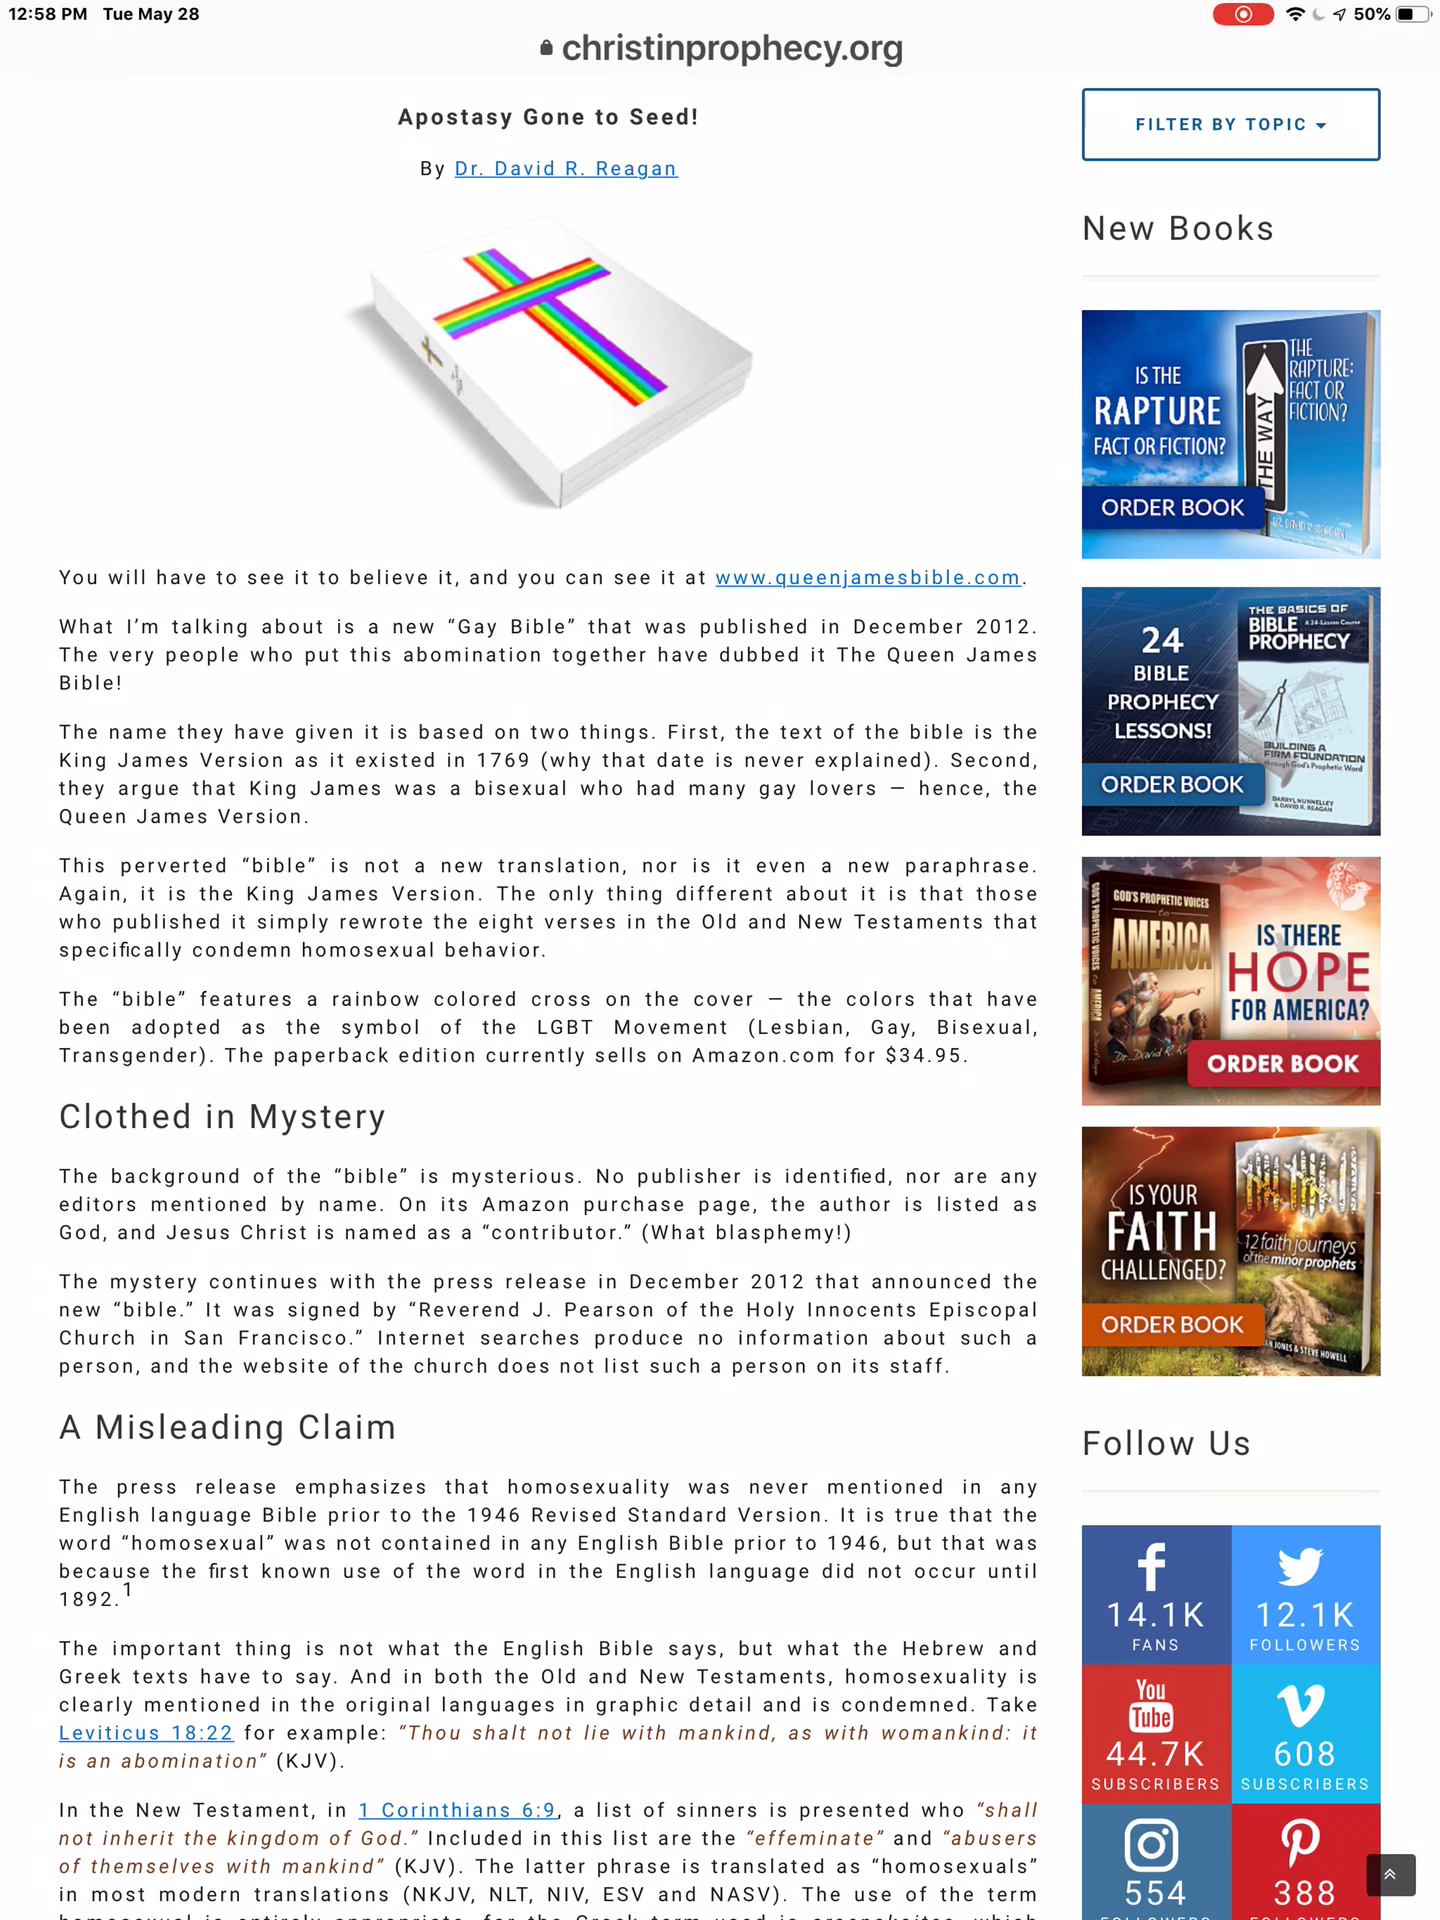 12:58 PM Tue May 28
50%
christinprophecy.org
Apostasy Gone to Seed!
By Dr. David R. Reagan
You will have to see it to believe it, and you can see it at www.queenjamesbible.com.
What I'm talking about is a new “Gay Bible” that was published in December 2012.
The very people who put this abomination together have dubbed it The Queen James
Bible!
The name they have given it is based on two things. First, the text of the bible is the
King James Version as it existed in 1769 (why that date is never explained). Second,
they argue that King James was a bisexual who had many gay lovers — hence, the
Queen James Version.
This perverted “bible” is not a new translation, nor is it even a new paraphrase.
Again, it is the King James Version. The only thing different about it is that those
who published it simply rewrote the eight verses in the Old and New Testaments that
specifically condemn homosexual behavior.
The “bible” features a rainbow colored cross on the cover — the colors that have
been adopted as the symbol of the LGBT Movement (Lesbian, Gay, Bisexual,
Transgender). The paperback edition currently sells on Amazon.com for $34.95.
Clothed in Mystery
The background of the “bible” is mysterious. No publisher is identified, nor are any
editors mentioned by name. On its Amazon purchase page, the author is listed as
God, and Jesus Christ is named as a “contributor.” (What blasphemy!)
The mystery continues with the press release in December 2012 that announced the
new “bible.” It was signed by “Reverend J. Pearson of the Holy Innocents Episcopal
Church in San Francisco.” Internet searches produce no information about such a
person, and the website of the church does not list such a person on its staff.
A Misleading Claim
The press release emphasizes that homosexuality was never mentioned in any
English language Bible prior to the 1946 Revised Standard Version. It is true that the
word “homosexual” was not contained in any English Bible prior to 1946, but that was
because the first known use of the word in the English language did not occur until
1892.1
The important thing is not what the English Bible says, but what the Hebrew and
Greek texts have to say. And in both the Old and New Testaments, homosexuality is
clearly mentioned in the original languages in graphic detail and is condemned. Take
Leviticus 18:22 for example: “Thou shalt not lie with mankind, as with womankind: it
is an abomination” (KJV).
In the New Testament, in 1 Corinthians 6:9, a list of sinners is presented who “shall
not inherit the kingdom of God.” Included in this list are the “effeminate” and “abusers
of themselves with mankind” (KJV). The latter phrase is translated as “homosexuals”
in most modern translations (NKJV, NLT, NIV, ESV and NASV). The use of the term
FILTER BY TOPIC
New Books
IS THE
RAPTURE
FACT OR FICTION?
ORDER BOOK
THE
RAPTURE:
FACT OR
FICTION?
THE WAY
DR. DAVID R. REAGAN
24
BIBLE
PROPHECY
LESSONS!
ORDER BOOK
THE BASICS OF
BIBLE A 24-Lesson Course
PROPHECY
BUILDING A
FIRM FOUNDATION
through God's Prophetic Word
DARRYL NUNNELLEY
& DAVID R. REAGAN
GOD'S PROPHETIC VOICES
to
AMERICA
GOD'S PROPHETIC VOICES
AMERICA
Dr. David R.
IS THERE
HOPE
FOR AMERICA?
ORDER BOOK
IS YOUR
FAITH
CHALLENGED?
ORDER BOOK
12 faith journeys
of the minor prophets
JONES & STEVE HOWELL
Follow Us
14.1K
FANS
12.1K
FOLLOWERS
You
Tube
44.7K
SUBSCRIBERS
608
SUBSCRIBERS
554
388